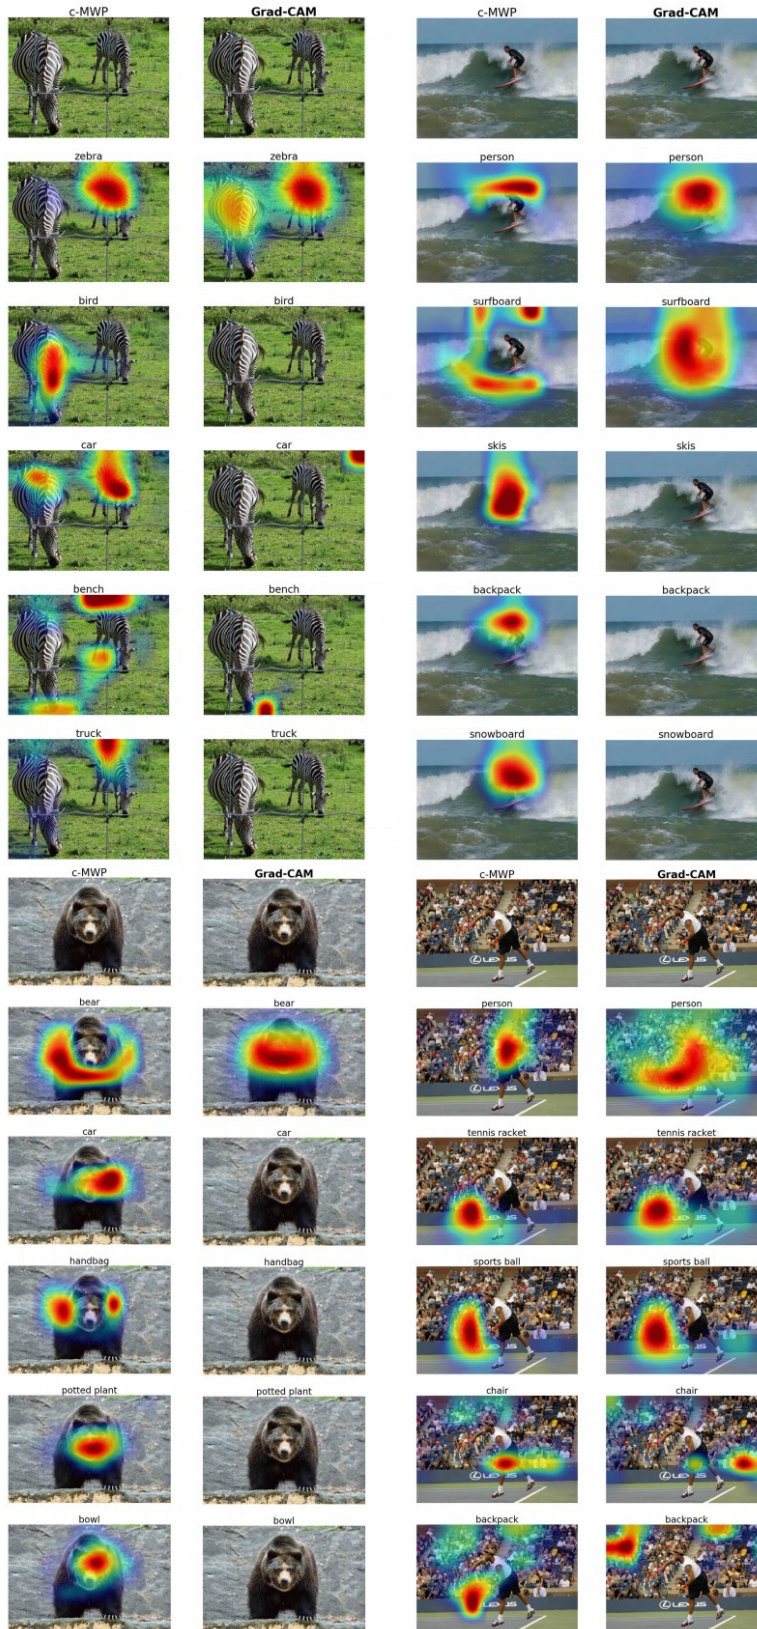 c-MWP Grad-CAM c-MWP Grad-CAM
zebra zebra person person
bird bird surfboard surfboard
car car skis skis
bench bench backpack backpack
truck truck snowboard snowboard
c-MWP Grad-CAM c-MWP Grad-CAM
LEXUS LEXUS
bear bear person person
car car tennis racket tennis racket
handbag handbag sports ball sports ball
potted plant potted plant chair chair
bowl bowl backpack backpack